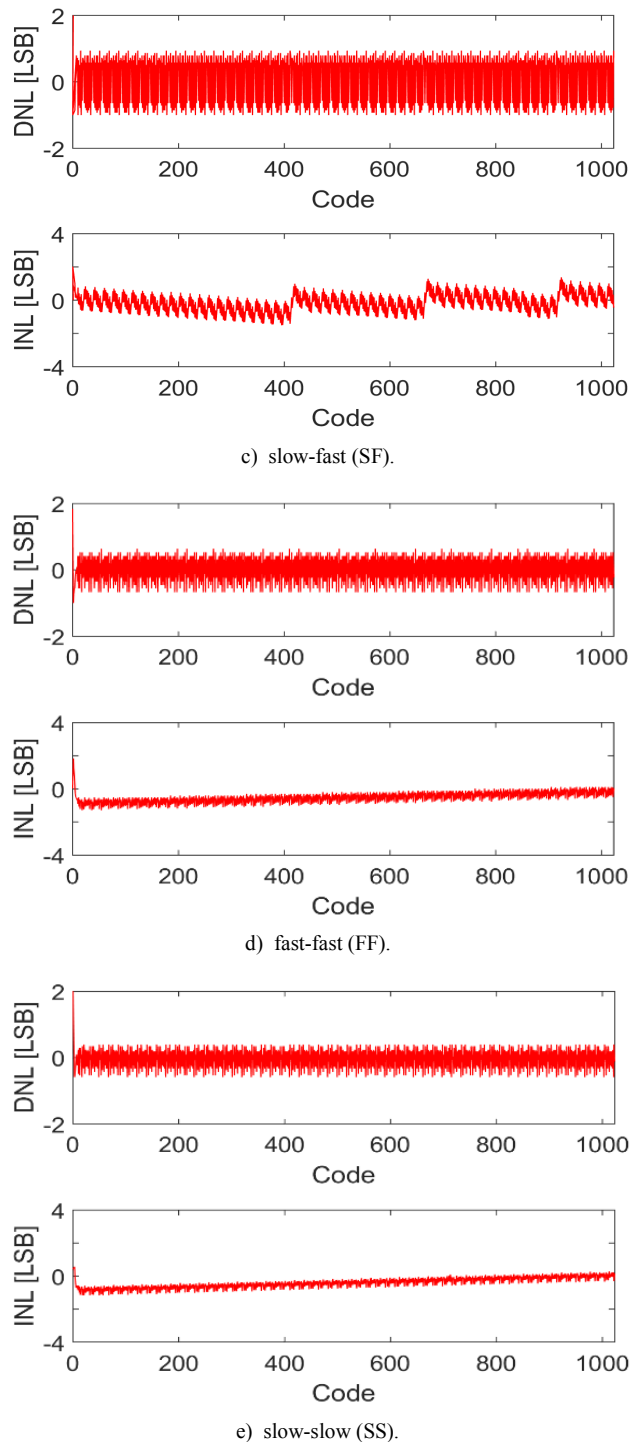 2
0
-2
DNL [LSB]
0 200 400 600 800 1000
Code
4
0
-4
INL [LSB]
0 200 400 600 800 1000
Code
c) slow-fast (SF).
2
0
-2
DNL [LSB]
0 200 400 600 800 1000
Code
4
0
-4
INL [LSB]
0 200 400 600 800 1000
Code
d) fast-fast (FF).
2
0
-2
DNL [LSB]
0 200 400 600 800 1000
Code
4
0
-4
INL [LSB]
0 200 400 600 800 1000
Code
e) slow-slow (SS).